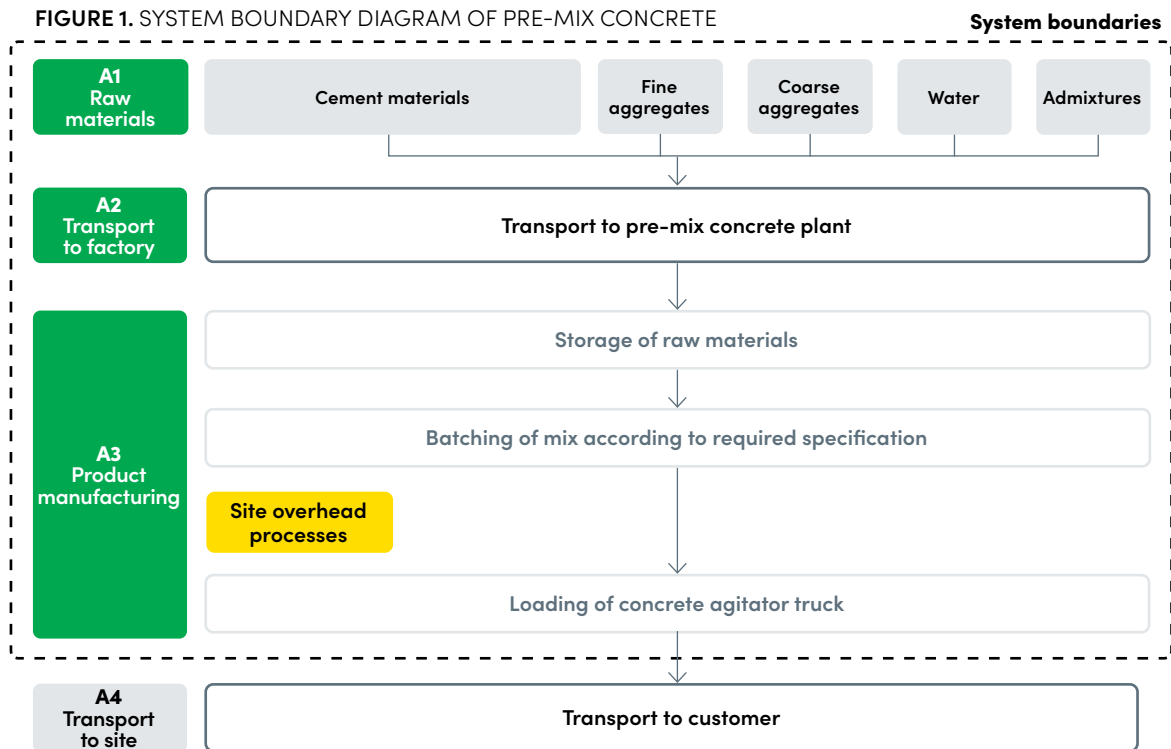 FIGURE 1. SYSTEM BOUNDARY DIAGRAM OF PRE-MIX CONCRETE
System boundaries
A1
Raw
materials
Cement materials
Fine
aggregates
Coarse
aggregates
Water
Admixtures
A2
Transport
to factory
Transport to pre-mix concrete plant
A3
Product
manufacturing
Storage of raw materials
Batching of mix according to required specification
Site overhead
processes
Loading of concrete agitator truck
A4
Transport
to site
Transport to customer